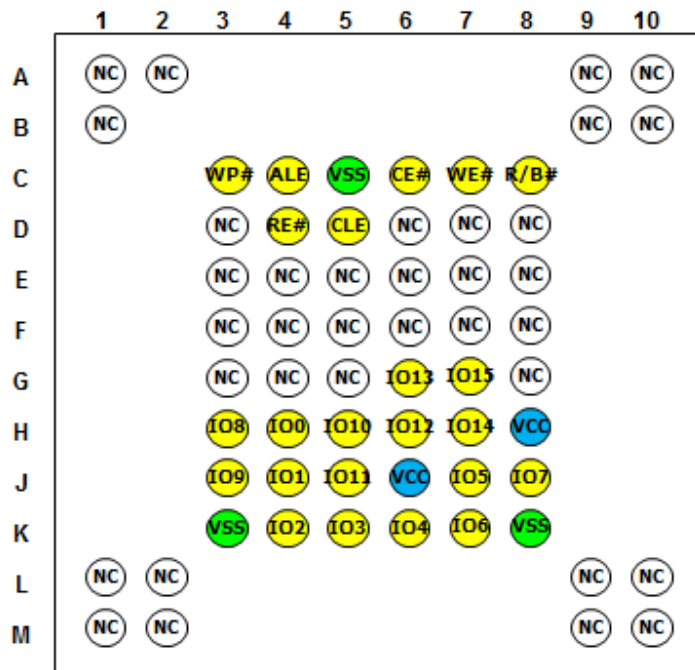 1 2 3 4 5 6 7 8 9 10
A NC NC NC NC
B NC NC NC
C WP# ALE VSS CE# WE# R/B#
D NC RE# CLE NC NC NC
E NC NC NC NC NC NC
F NC NC NC NC NC NC
G NC NC NC IO13 IO15 NC
H IO8 IO0 IO10 IO12 IO14 VCC
J IO9 IO1 IO11 VCC IO5 IO7
K VSS IO2 IO3 IO4 IO6 VSS
L NC NC NC NC
M NC NC NC NC